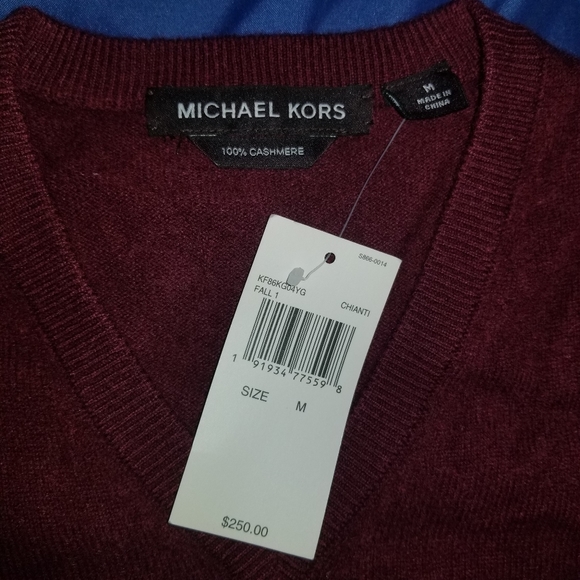 MICHAEL KORS
100% CASHMERE
M
MADE IN
CHINA
5866-0014
KF86KG04YG
FALL 1
CHIANTI
1 91934 77559 8
SIZE M
$250.00